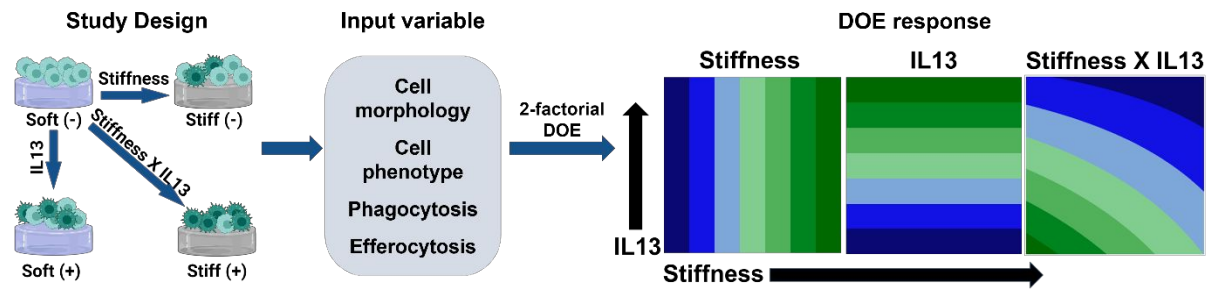 Study Design
Input variable
DOE response
Stiffness
Soft (-)
Stiff (-)
IL13
Stiffness X IL13
Soft (+)
Stiff (+)
Cell
morphology
Cell
phenotype
Phagocytosis
Efferocytosis
2-factorial
DOE
Stiffness
IL13
Stiffness X IL13
IL13
Stiffness